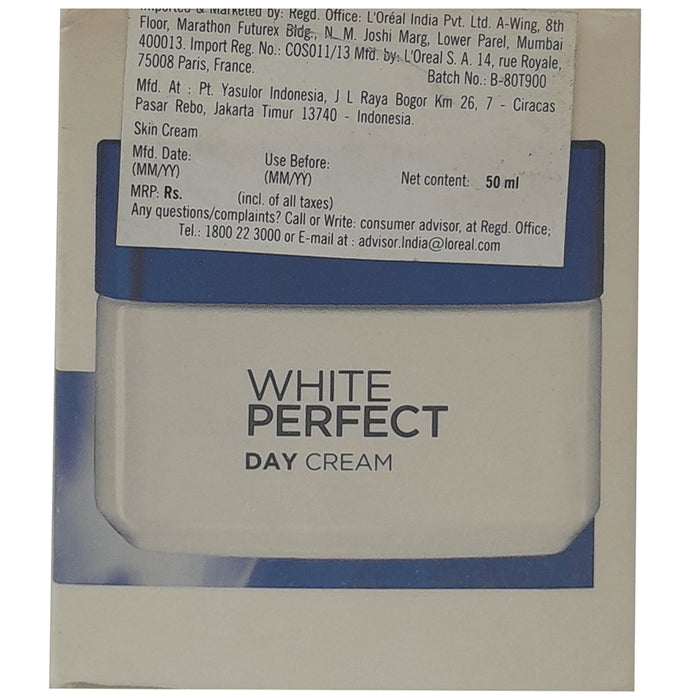 Imported & Marketed by: Regd. Office: L'Oréal India Pvt. Ltd. A-Wing, 8th
Floor, Marathon Futurex Bldg., N. M. Joshi Marg, Lower Parel, Mumbai
400013. Import Reg. No.: COS011/13 Mfd. by: L'Oreal S. A. 14, rue Royale,
75008 Paris, France. Batch No.: B-80T900
Mfd. At : Pt. Yasulor Indonesia, J L Raya Bogor Km 26, 7 - Ciracas
Pasar Rebo, Jakarta Timur 13740 - Indonesia.
Skin Cream
Mfd. Date: Use Before:
(MM/YY) (MM/YY) Net content: 50 ml
MRP: Rs. (incl. of all taxes)
Any questions/complaints? Call or Write: consumer advisor, at Regd. Office;
Tel.: 1800 22 3000 or E-mail at : advisor.India@loreal.com
WHITE
PERFECT
DAY CREAM